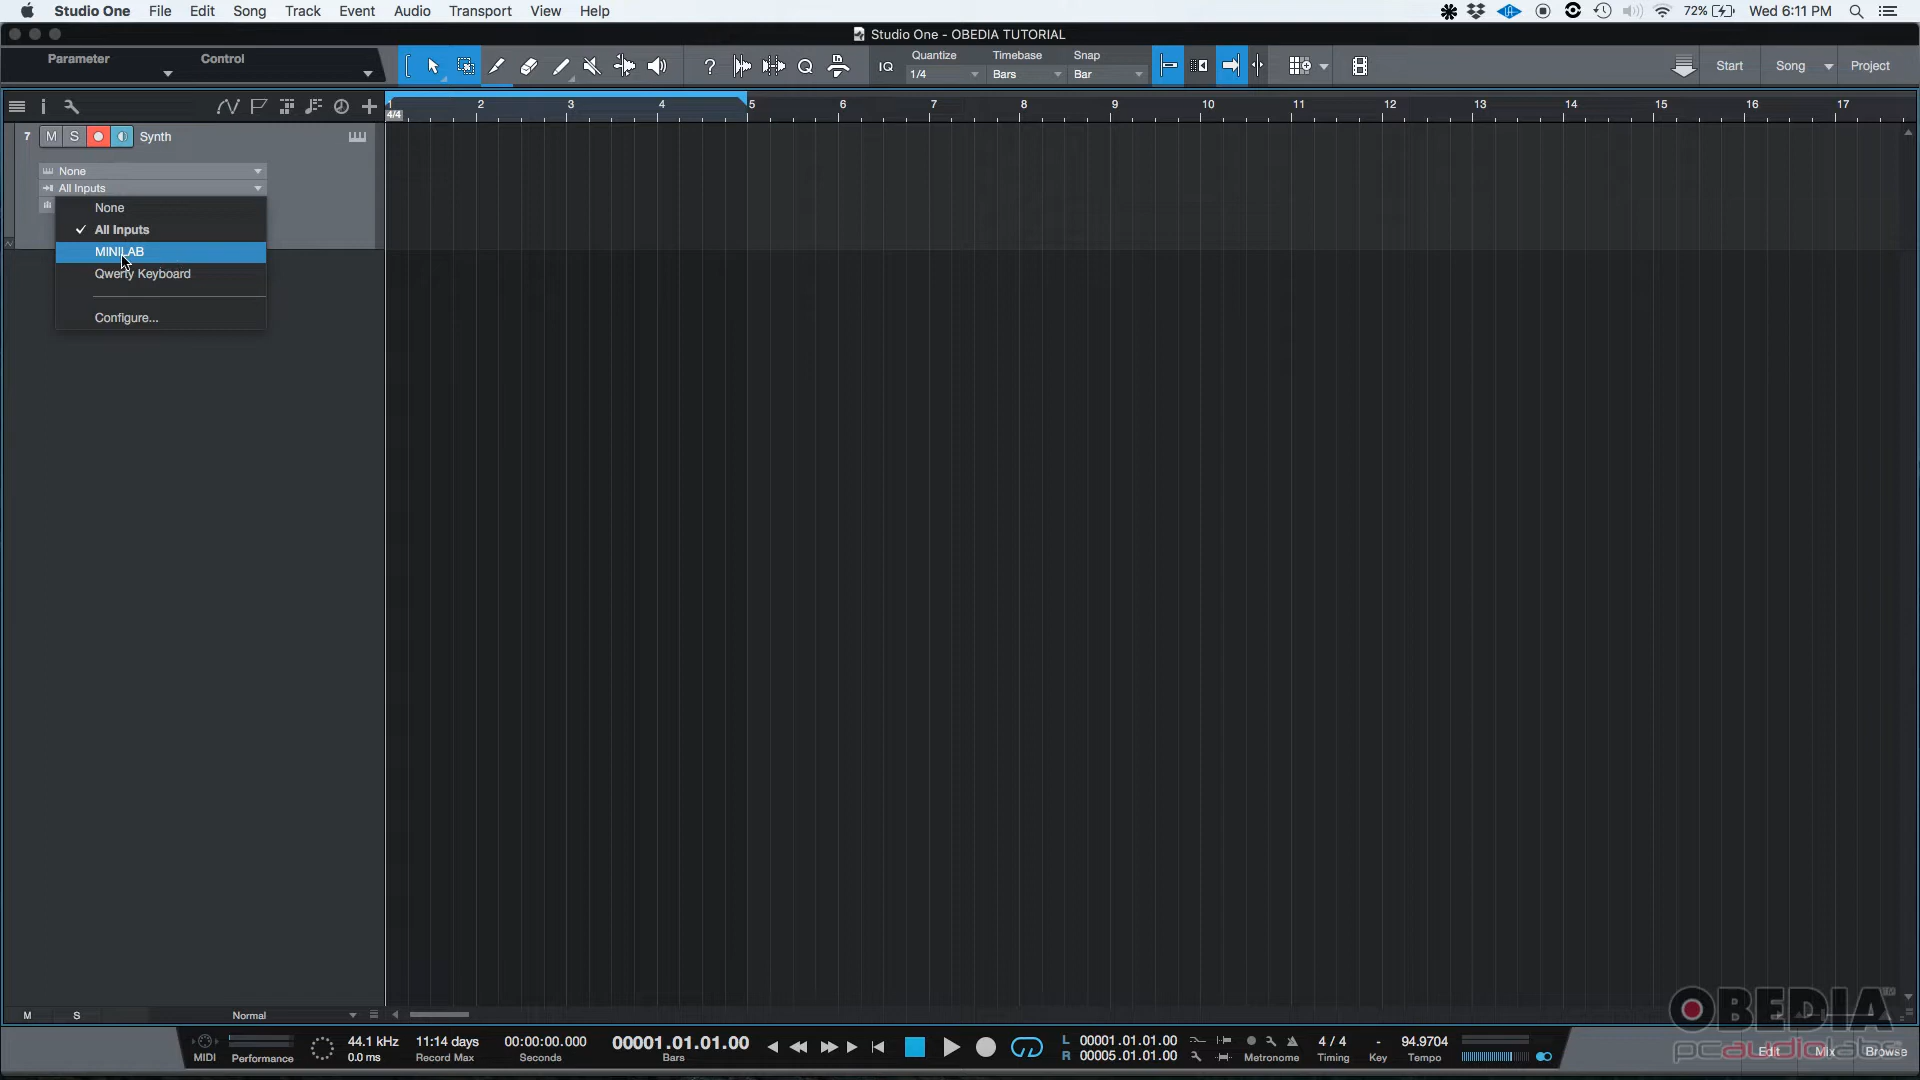 Studio One File Edit Song Track Event Audio Transport View Help 72% Wed 6:11 PM
Studio One - OBEDIA TUTORIAL
Parameter Control
Quantize Timebase Snap
IQ 1/4 Bars Bar
Start Song Project
1 2 3 4 5 6 7 8 9 10 11 12 13 14 15 16 17
4/4
7 M S Synth
None
All Inputs
None
All Inputs
MINILAB
Qwerty Keyboard
Configure...
M S Normal
OBEDIA
pcaudiolabs
Edit Mix Browse
MIDI Performance
44.1 kHz
0.0 ms
11:14 days
Record Max
00:00:00.000
Seconds
00001.01.01.00
Bars
L 00001.01.01.00
R 00005.01.01.00
Metronome
4 / 4
Timing
-
Key
94.9704
Tempo